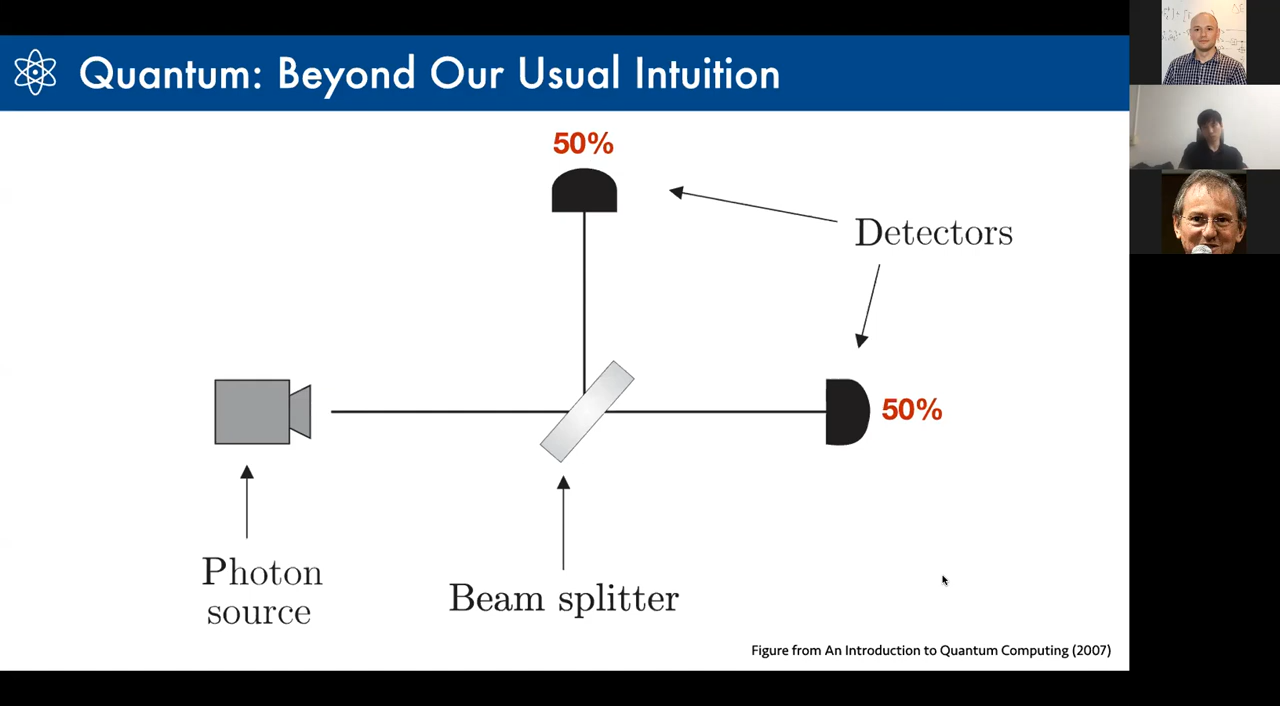 Quantum: Beyond Our Usual Intuition
50%
Detectors
50%
Photon
source
Beam splitter
Figure from An Introduction to Quantum Computing (2007)